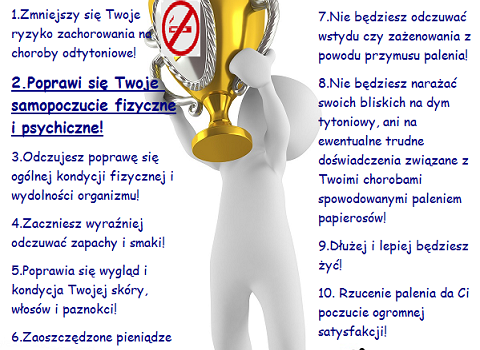 1.Zmniejszy się Twoje
ryzyko zachorowania na
choroby odtytoniowe!
2.Poprawi się Twoje
samopoczucie fizyczne
i psychiczne!
3.Odczujesz poprawę się
ogólnej kondycji fizycznej i
wydolności organizmu!
4.Zaczniesz wyraźniej
odczuwać zapachy i smaki!
5.Poprawia się wygląd i
kondycja Twojej skóry,
włosów i paznokci!
6.Zaoszczędzone pieniądze
7.Nie będziesz odczuwać
wstydu czy zażenowania z
powodu przymusu palenia!
8.Nie będziesz narażać
swoich bliskich na dym
tytoniowy, ani na
ewentualne trudne
doświadczenia związane z
Twoimi chorobami
spowodowanymi paleniem
papierosów!
9.Dłużej i lepiej będziesz
żyć!
10. Rzucenie palenia da Ci
poczucie ogromnej
satysfakcji!